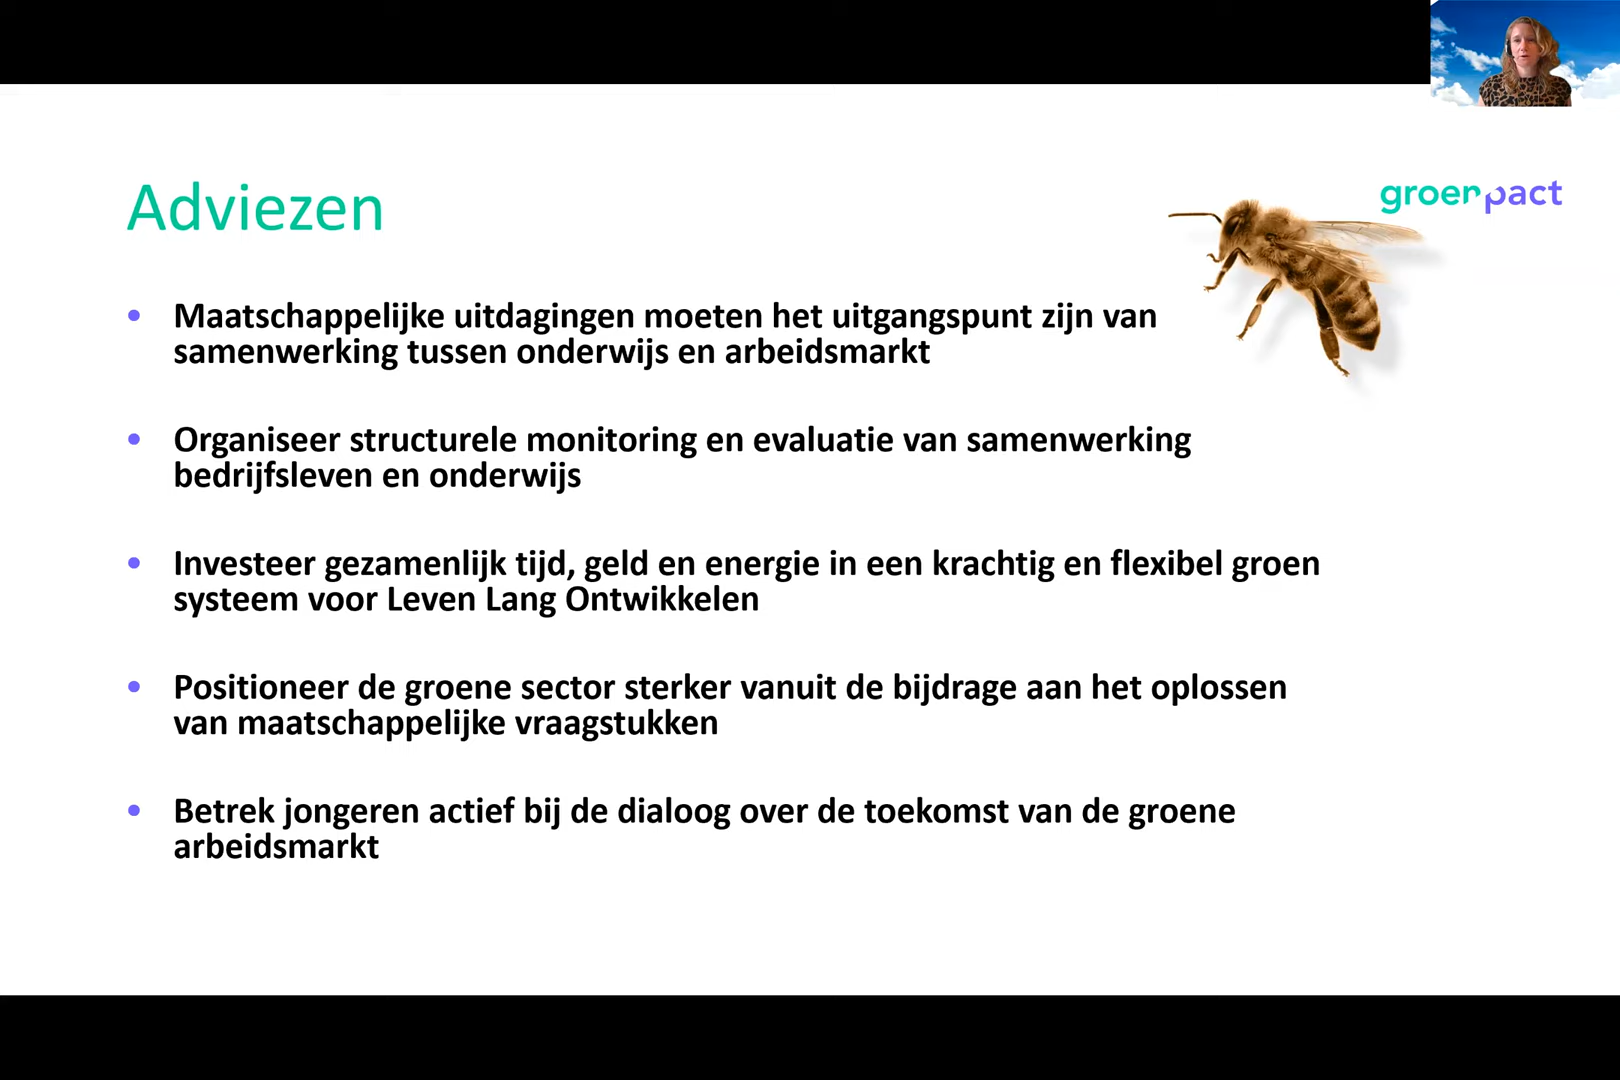 Adviezen
groenpact
• Maatschappelijke uitdagingen moeten het uitgangspunt zijn van
samenwerking tussen onderwijs en arbeidsmarkt
• Organiseer structurele monitoring en evaluatie van samenwerking
bedrijfsleven en onderwijs
• Investeer gezamenlijk tijd, geld en energie in een krachtig en flexibel groen
systeem voor Leven Lang Ontwikkelen
• Positioneer de groene sector sterker vanuit de bijdrage aan het oplossen
van maatschappelijke vraagstukken
• Betrek jongeren actief bij de dialoog over de toekomst van de groene
arbeidsmarkt